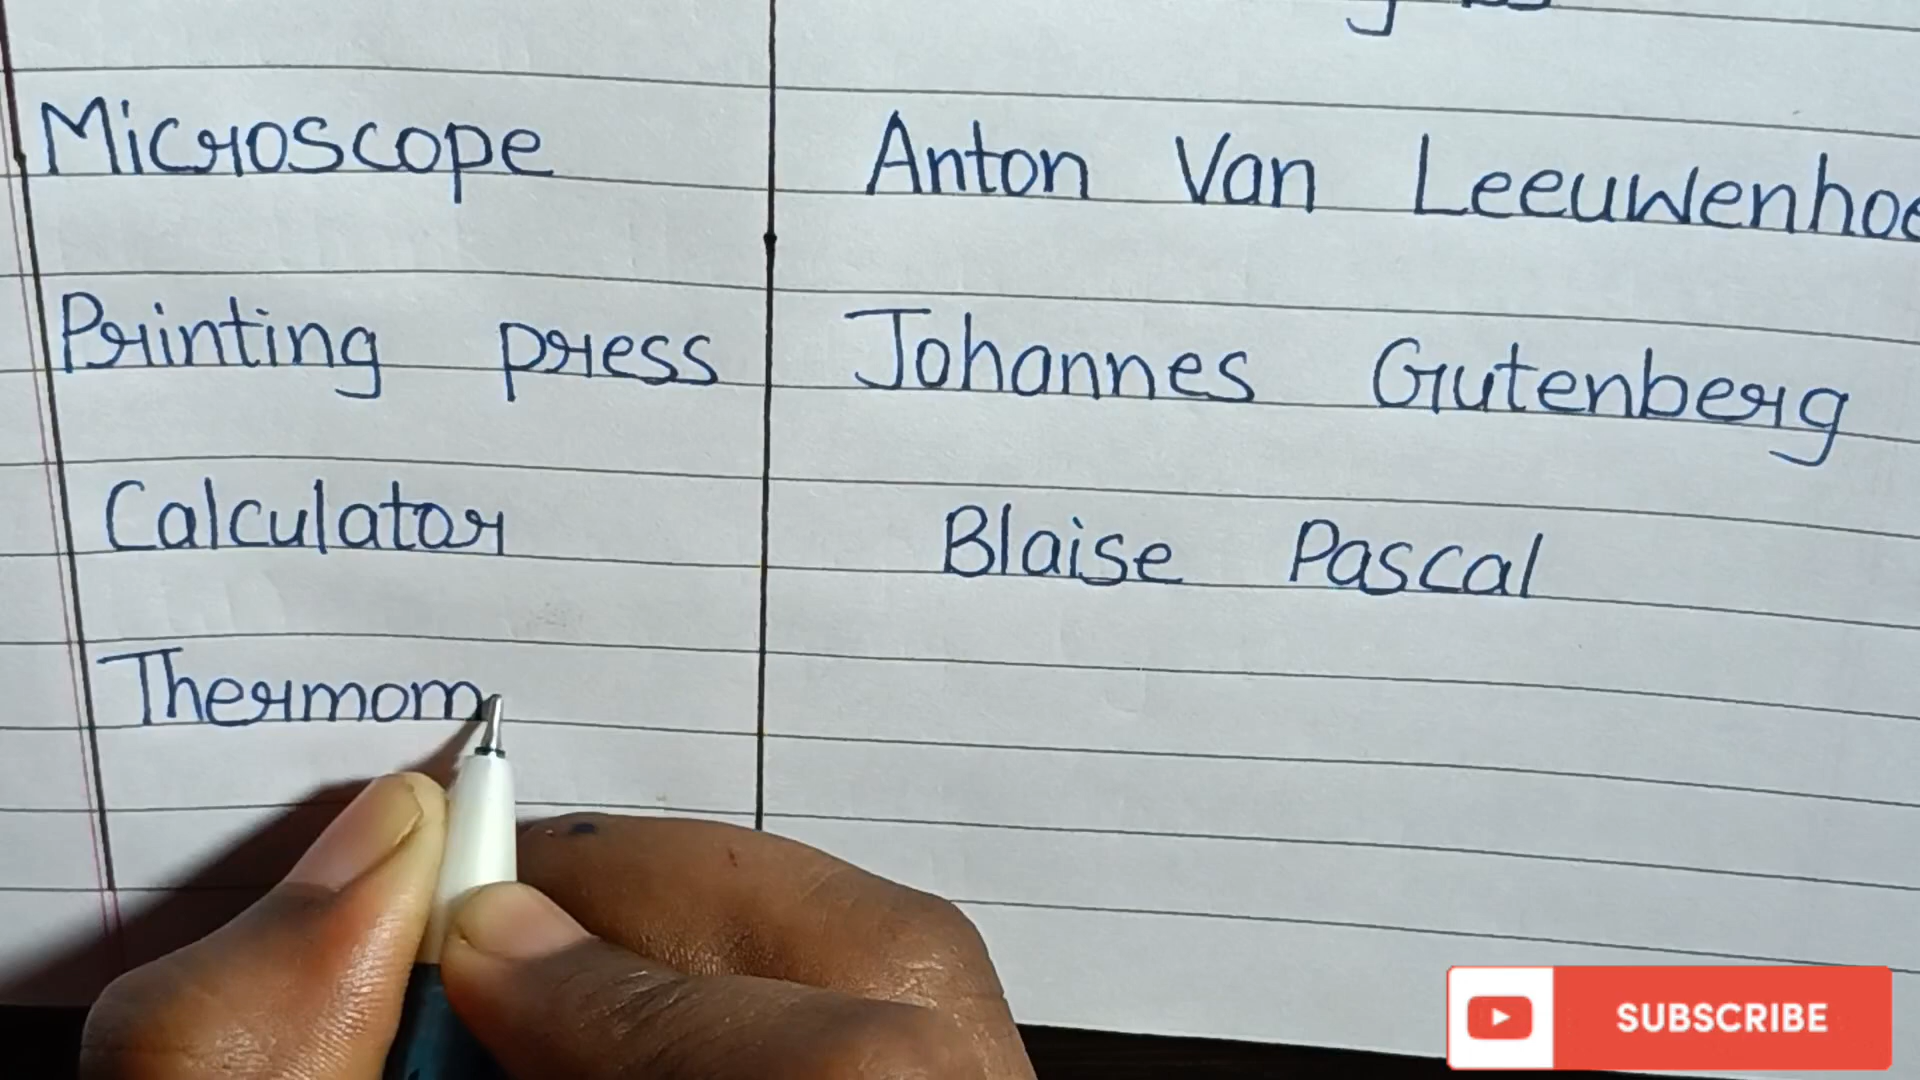 Microscope Anton Van Leeuwenhoe
Printing press Johannes Gutenberg
Calculator Blaise Pascal
Thermom
SUBSCRIBE